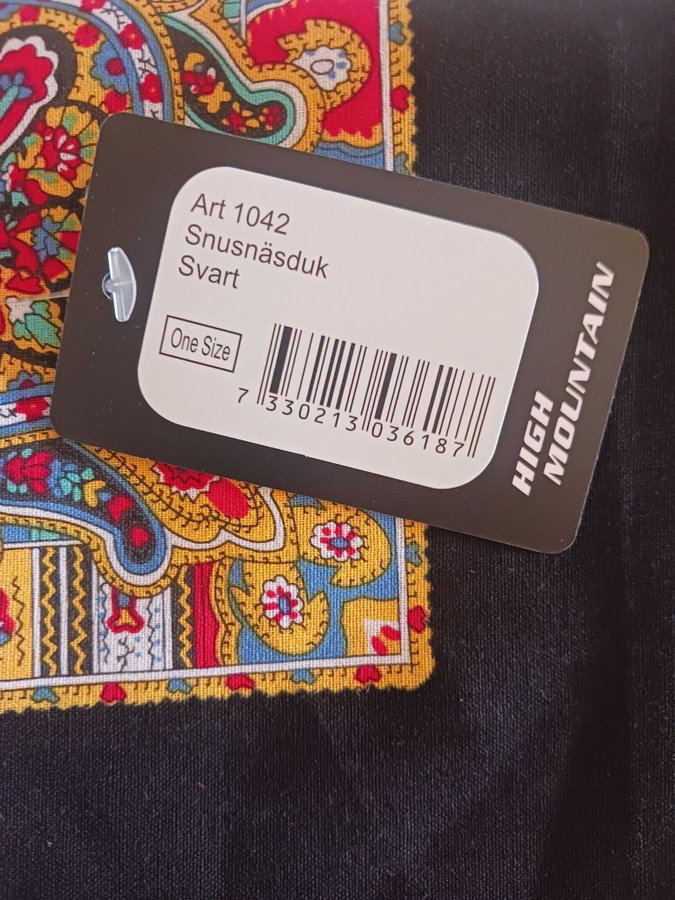 Art 1042
Snusnäsduk
Svart
One Size
7 330213 036187
HIGH
MOUNTAIN